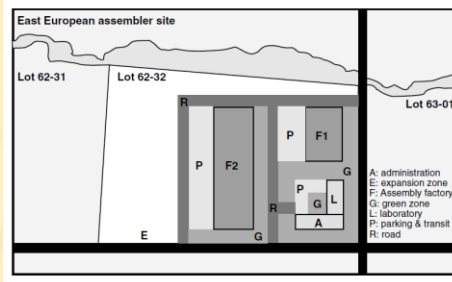 East European assembler site
Lot 62-31
Lot 62-32
Lot 63-01
R
P
F2
P
F1
G
P
L
G
R
A
E
G
A: administration
E: expansion zone
F: Assembly factory
G: green zone
L: laboratory
P: parking & transit
R: road